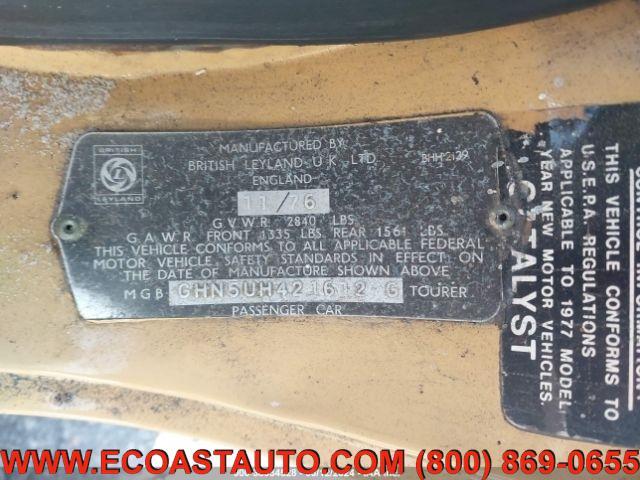 BRITISH
LEYLAND
MANUFACTURED BY
BRITISH LEYLAND U K LTD
BHH 2129
ENGLAND
11/76
G.V.W.R. 2840 LBS.
G.A.W.R. FRONT 1335 LBS. REAR 1561 LBS.
THIS VEHICLE CONFORMS TO ALL APPLICABLE FEDERAL
MOTOR VEHICLE SAFETY STANDARDS IN EFFECT ON
THE DATE OF MANUFACTURE SHOWN ABOVE
MGB GHN5UH421612 G TOURER
PASSENGER CAR
THIS VEHICLE CONFORMS TO
U.S.E.P.A. REGULATIONS
APPLICABLE TO 1977 MODEL
YEAR NEW MOTOR VEHICLES.
CATALYST
WWW.ECOASTAUTO.COM (800) 869-0655